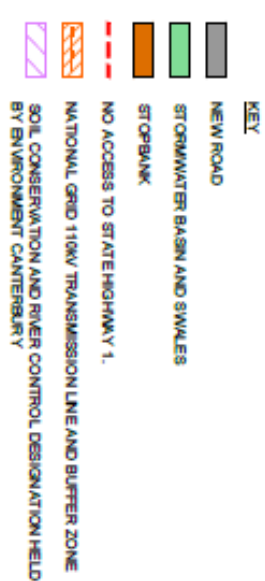 KEY
NEW ROAD
STORMWATER BASIN AND SWALES
STOPBANK
NO ACCESS TO STATE HIGHWAY 1.
NATIONAL GRID 110KV TRANSMISSION LINE AND BUFFER ZONE
SOIL CONSERVATION AND RIVER CONTROL DESIGNATION HELD
BY ENVIRONMENT CANTERBURY